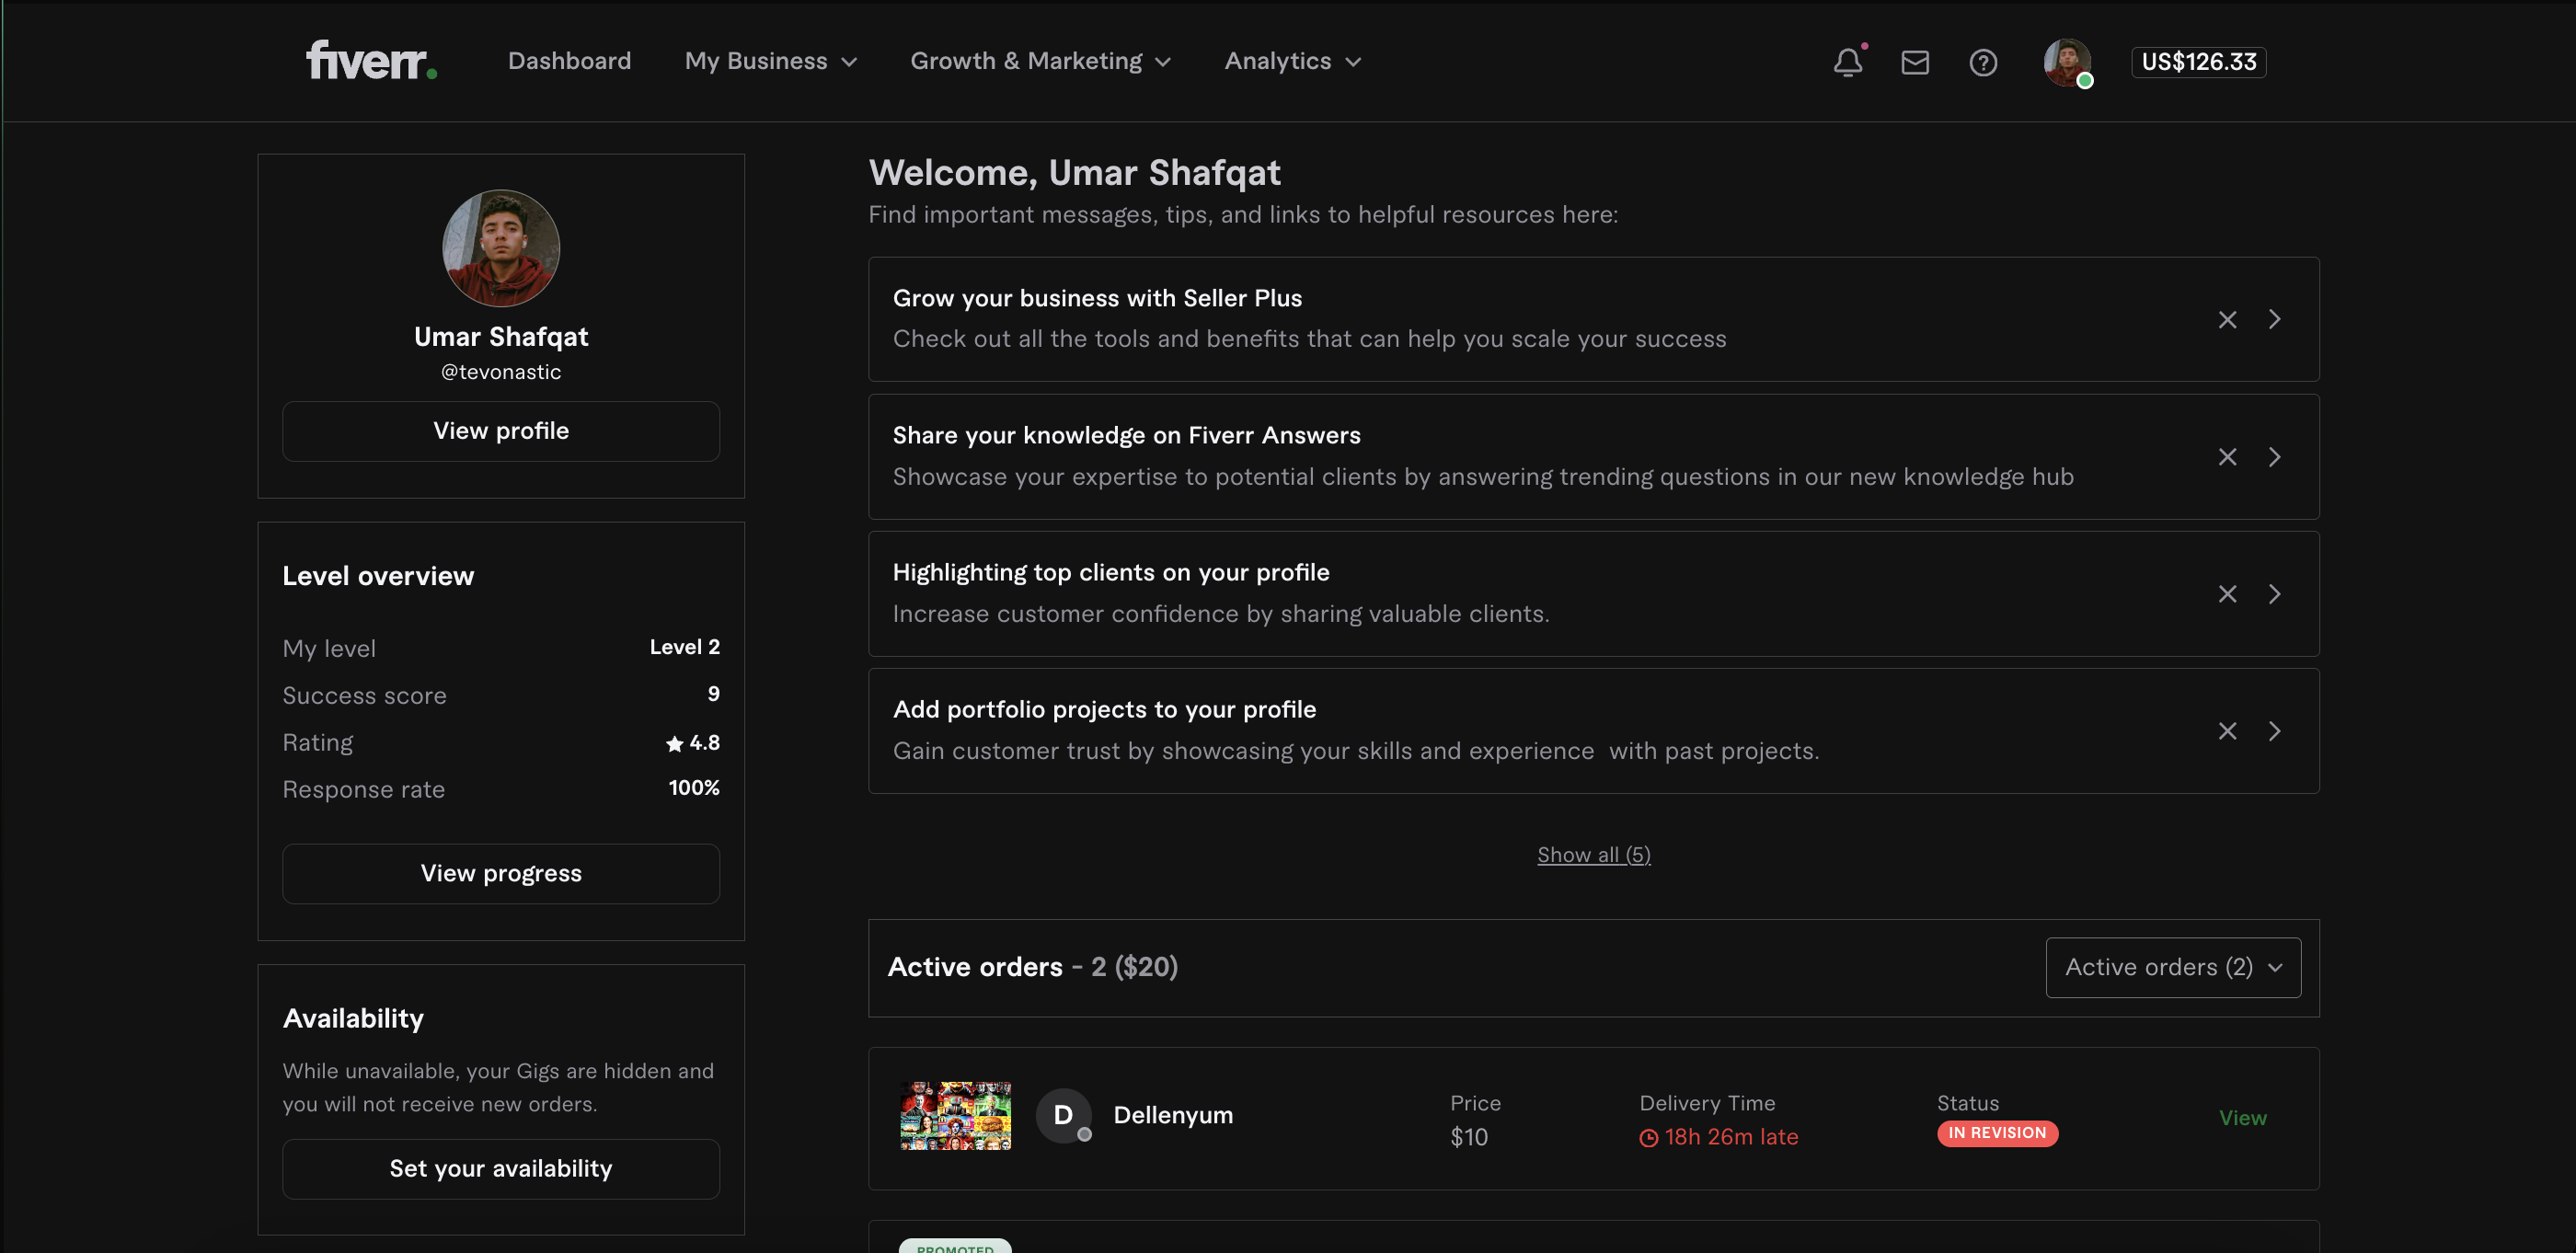 fiverr.
Dashboard
My Business
Growth & Marketing
Analytics
US$126.33
Umar Shafqat
@tevonastic
View profile
Level overview
My level Level 2
Success score 9
Rating ★ 4.8
Response rate 100%
View progress
Availability
While unavailable, your Gigs are hidden and
you will not receive new orders.
Set your availability
Welcome, Umar Shafqat
Find important messages, tips, and links to helpful resources here:
Grow your business with Seller Plus
Check out all the tools and benefits that can help you scale your success
Share your knowledge on Fiverr Answers
Showcase your expertise to potential clients by answering trending questions in our new knowledge hub
Highlighting top clients on your profile
Increase customer confidence by sharing valuable clients.
Add portfolio projects to your profile
Gain customer trust by showcasing your skills and experience  with past projects.
Show all (5)
Active orders - 2 ($20)
Active orders (2)
D
Dellenyum
Price
$10
Delivery Time
18h 26m late
Status
IN REVISION
View
PROMOTED